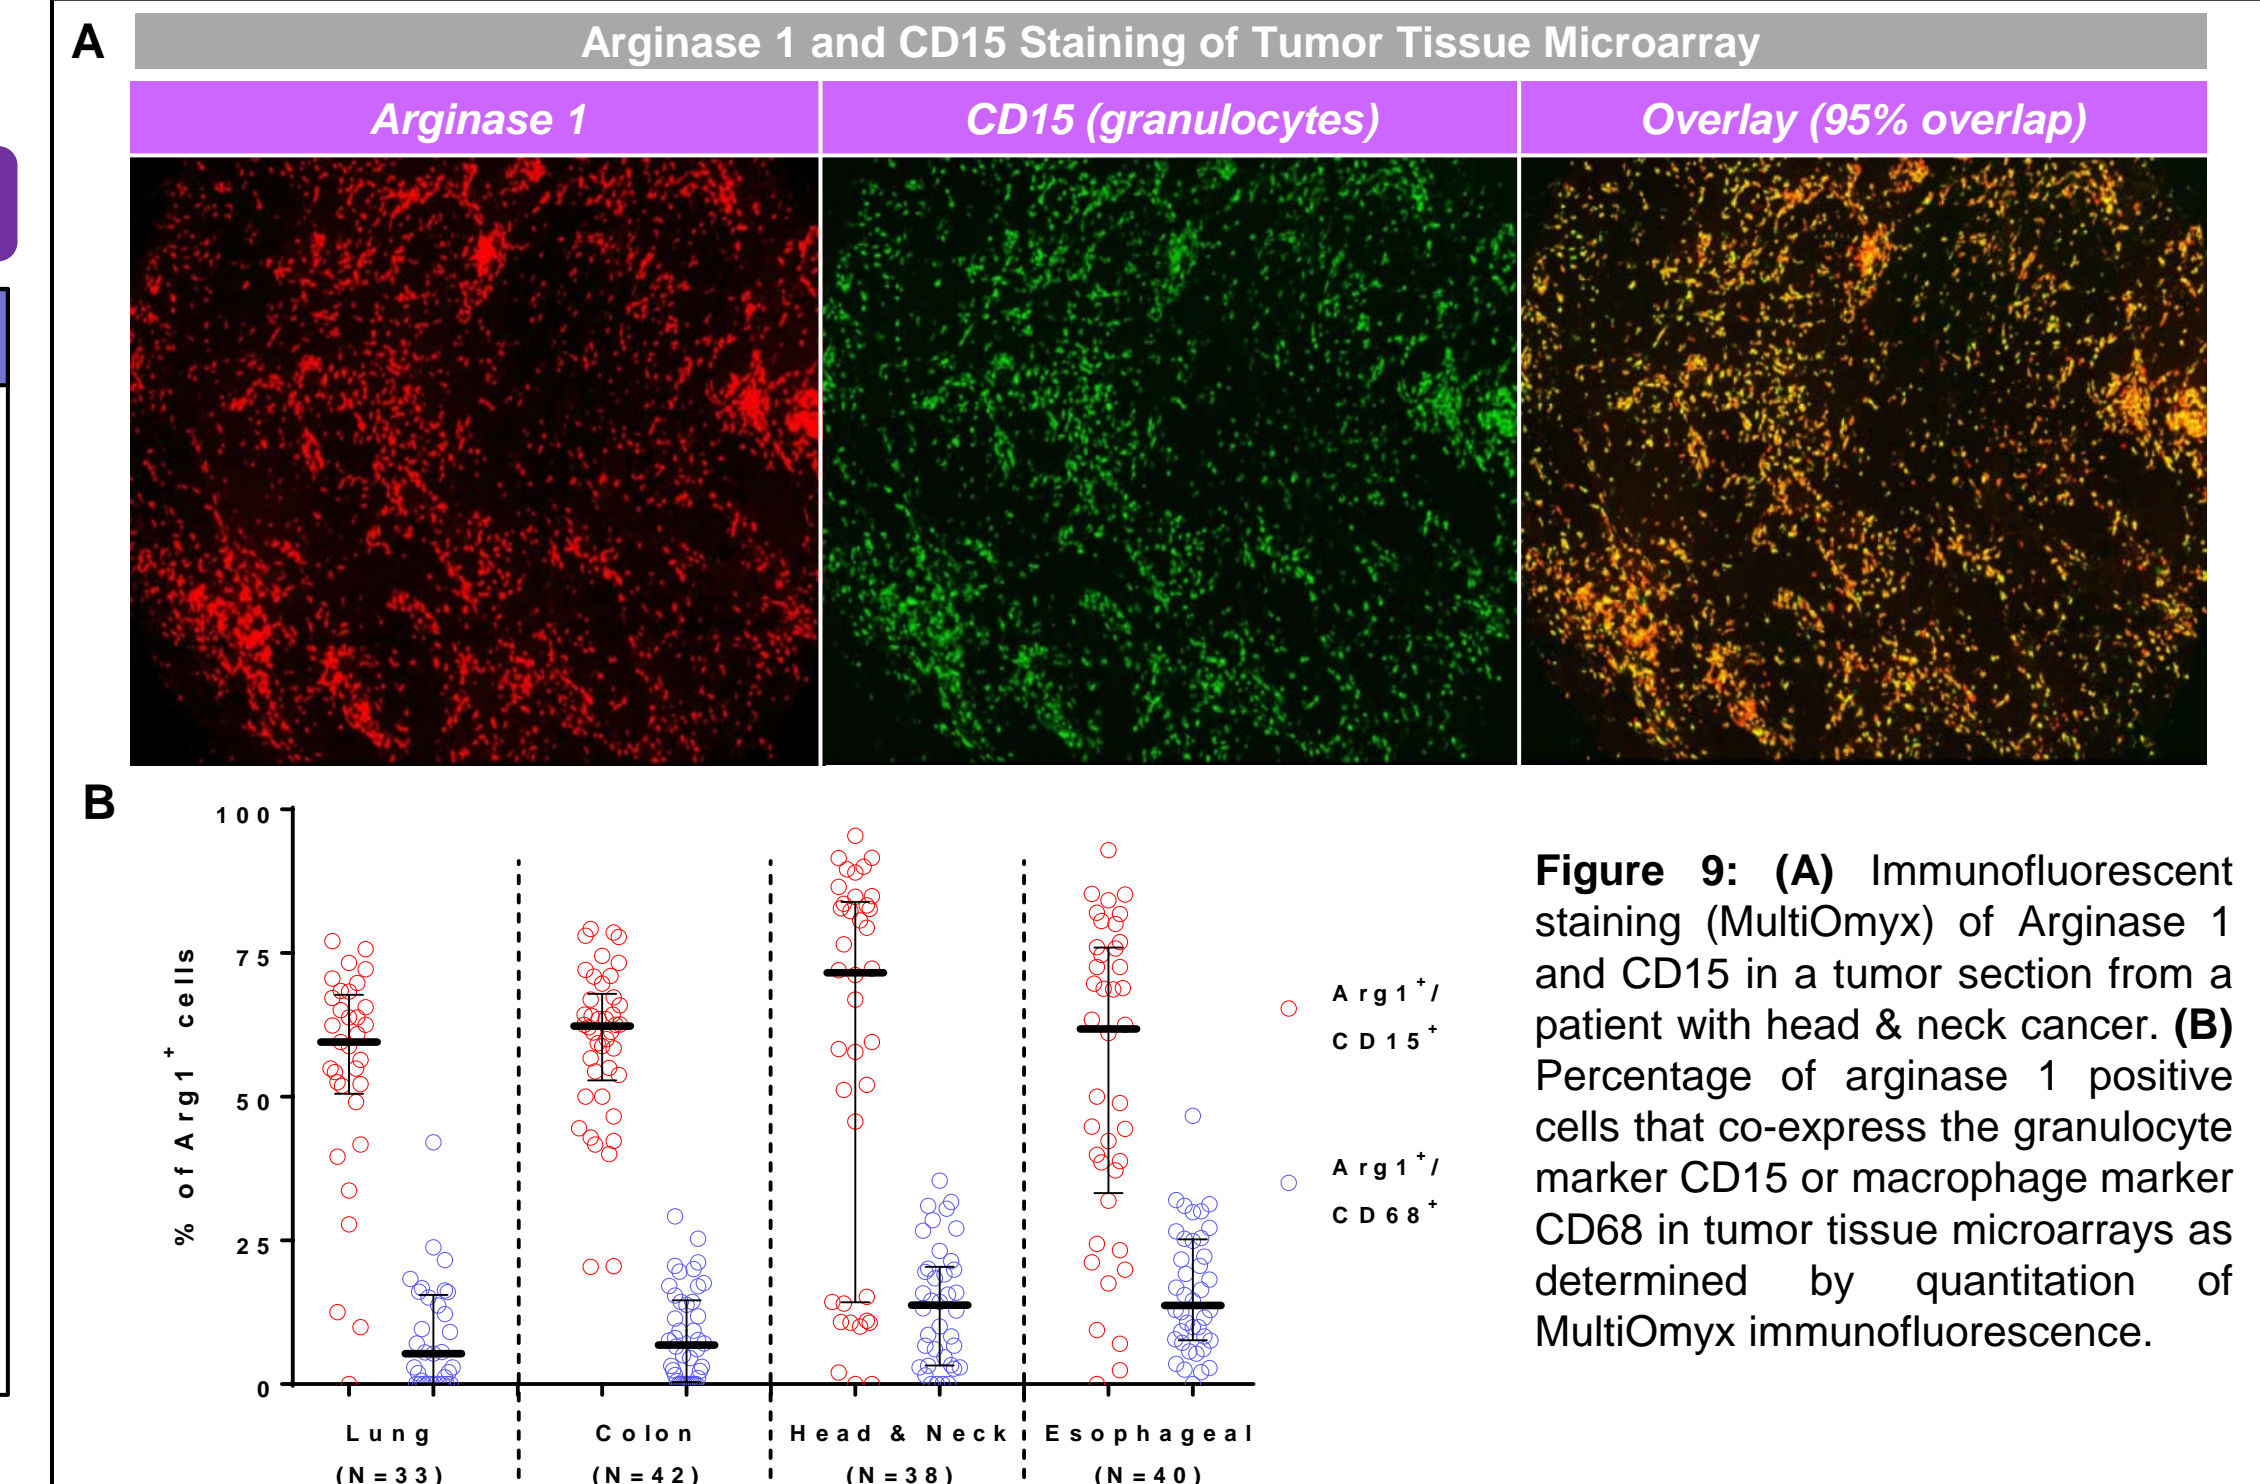 A
Arginase 1 and CD15 Staining of Tumor Tissue Microarray
Arginase 1
CD15 (granulocytes)
Overlay (95% overlap)
B
% of Arg1+ cells
100
75
50
25
0
Lung
(N=33)
Colon
(N=42)
Head & Neck
(N=38)
Esophageal
(N=40)
Arg1+/
CD15+
Arg1+/
CD68+
Figure 9: (A) Immunofluorescent
staining (MultiOmyx) of Arginase 1
and CD15 in a tumor section from a
patient with head & neck cancer. (B)
Percentage of arginase 1 positive
cells that co-express the granulocyte
marker CD15 or macrophage marker
CD68 in tumor tissue microarrays as
determined by quantitation of
MultiOmyx immunofluorescence.